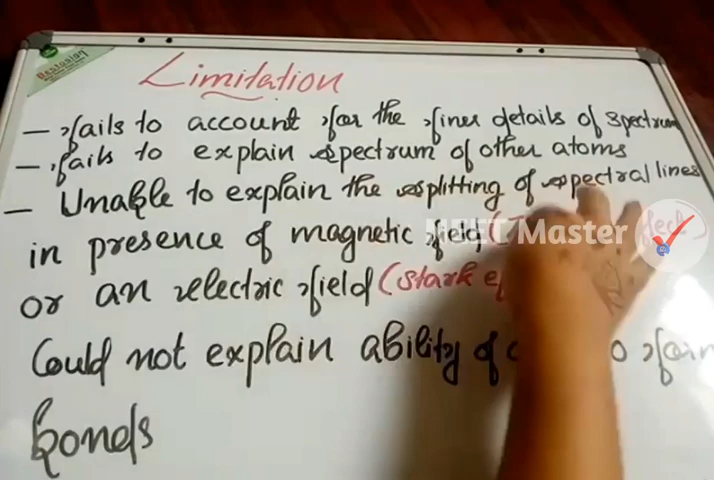 Destosian
Limitation
– fails to account for the finer details of spectrum
– fails to explain spectrum of other atoms
– Unable to explain the splitting of spectral lines
in presence of magnetic field (
Master
or an electric field (stark
Could not explain ability of to
bonds